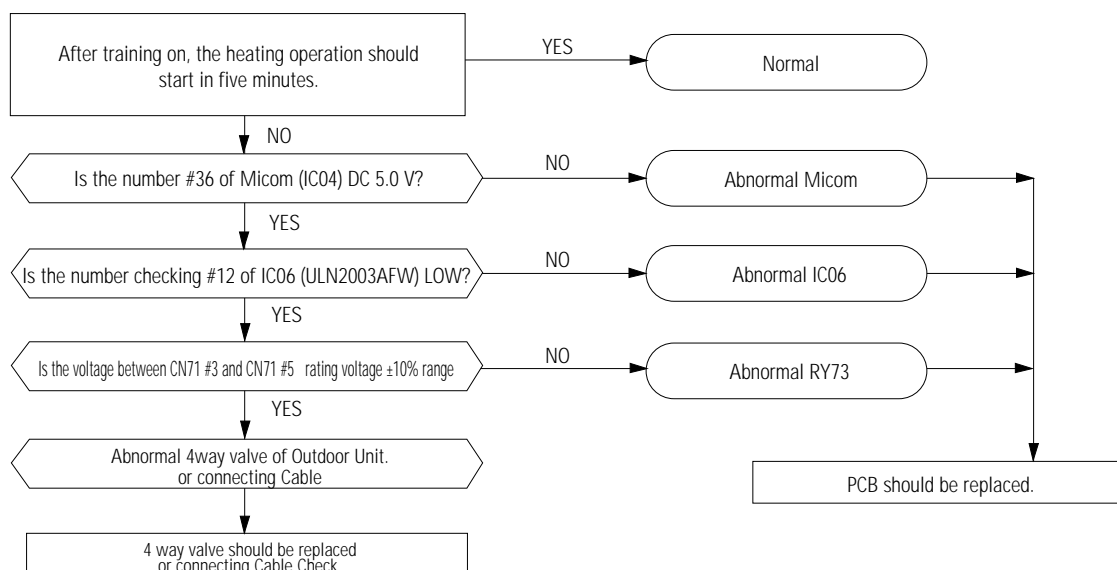 After training on, the heating operation should
start in five minutes.
YES
Normal
NO
Is the number #36 of Micom (IC04) DC 5.0 V?
NO
Abnormal Micom
YES
Is the number checking #12 of IC06 (ULN2003AFW) LOW?
NO
Abnormal IC06
YES
Is the voltage between CN71 #3 and CN71 #5 rating voltage ±10% range
NO
Abnormal RY73
YES
Abnormal 4way valve of Outdoor Unit.
or connecting Cable
PCB should be replaced.
4 way valve should be replaced
or connecting Cable Check